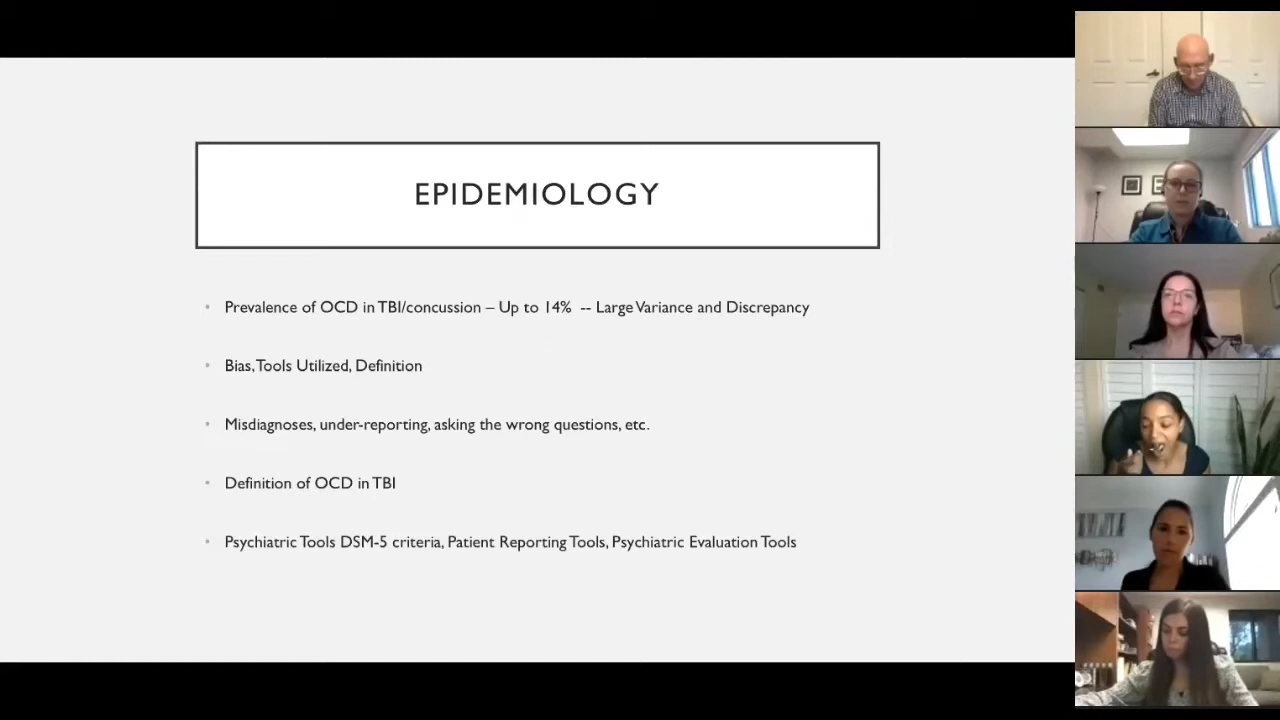 EPIDEMIOLOGY
Prevalence of OCD in TBI/concussion – Up to 14% -- Large Variance and Discrepancy
Bias, Tools Utilized, Definition
Misdiagnoses, under-reporting, asking the wrong questions, etc.
Definition of OCD in TBI
Psychiatric Tools DSM-5 criteria, Patient Reporting Tools, Psychiatric Evaluation Tools